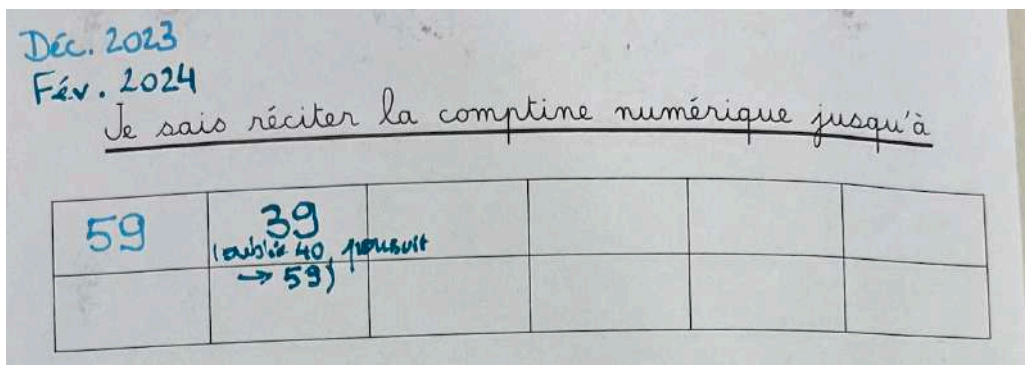 Déc. 2023
Fév. 2024
Je sais réciter la comptine numérique jusqu'à
59
39
(oublie 40, poursuit
→ 59)